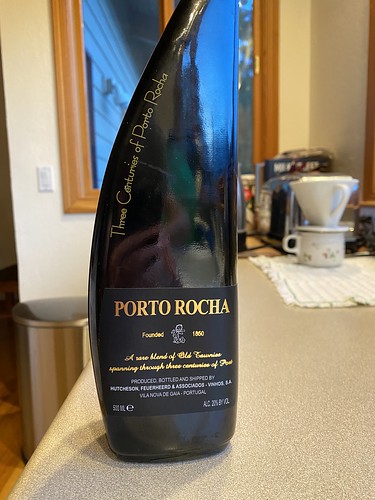 Three Centuries of Porto Rocha
PORTO ROCHA
Founded 1850
A rare blend of Old Tawnies
spanning through three centuries of Port
PRODUCED, BOTTLED AND SHIPPED BY
HUTCHESON, FEUERHEERD & ASSOCIADOS - VINHOS, S.A.
VILA NOVA DE GAIA - PORTUGAL
500 ML ℮ ALC. 20% BY VOL